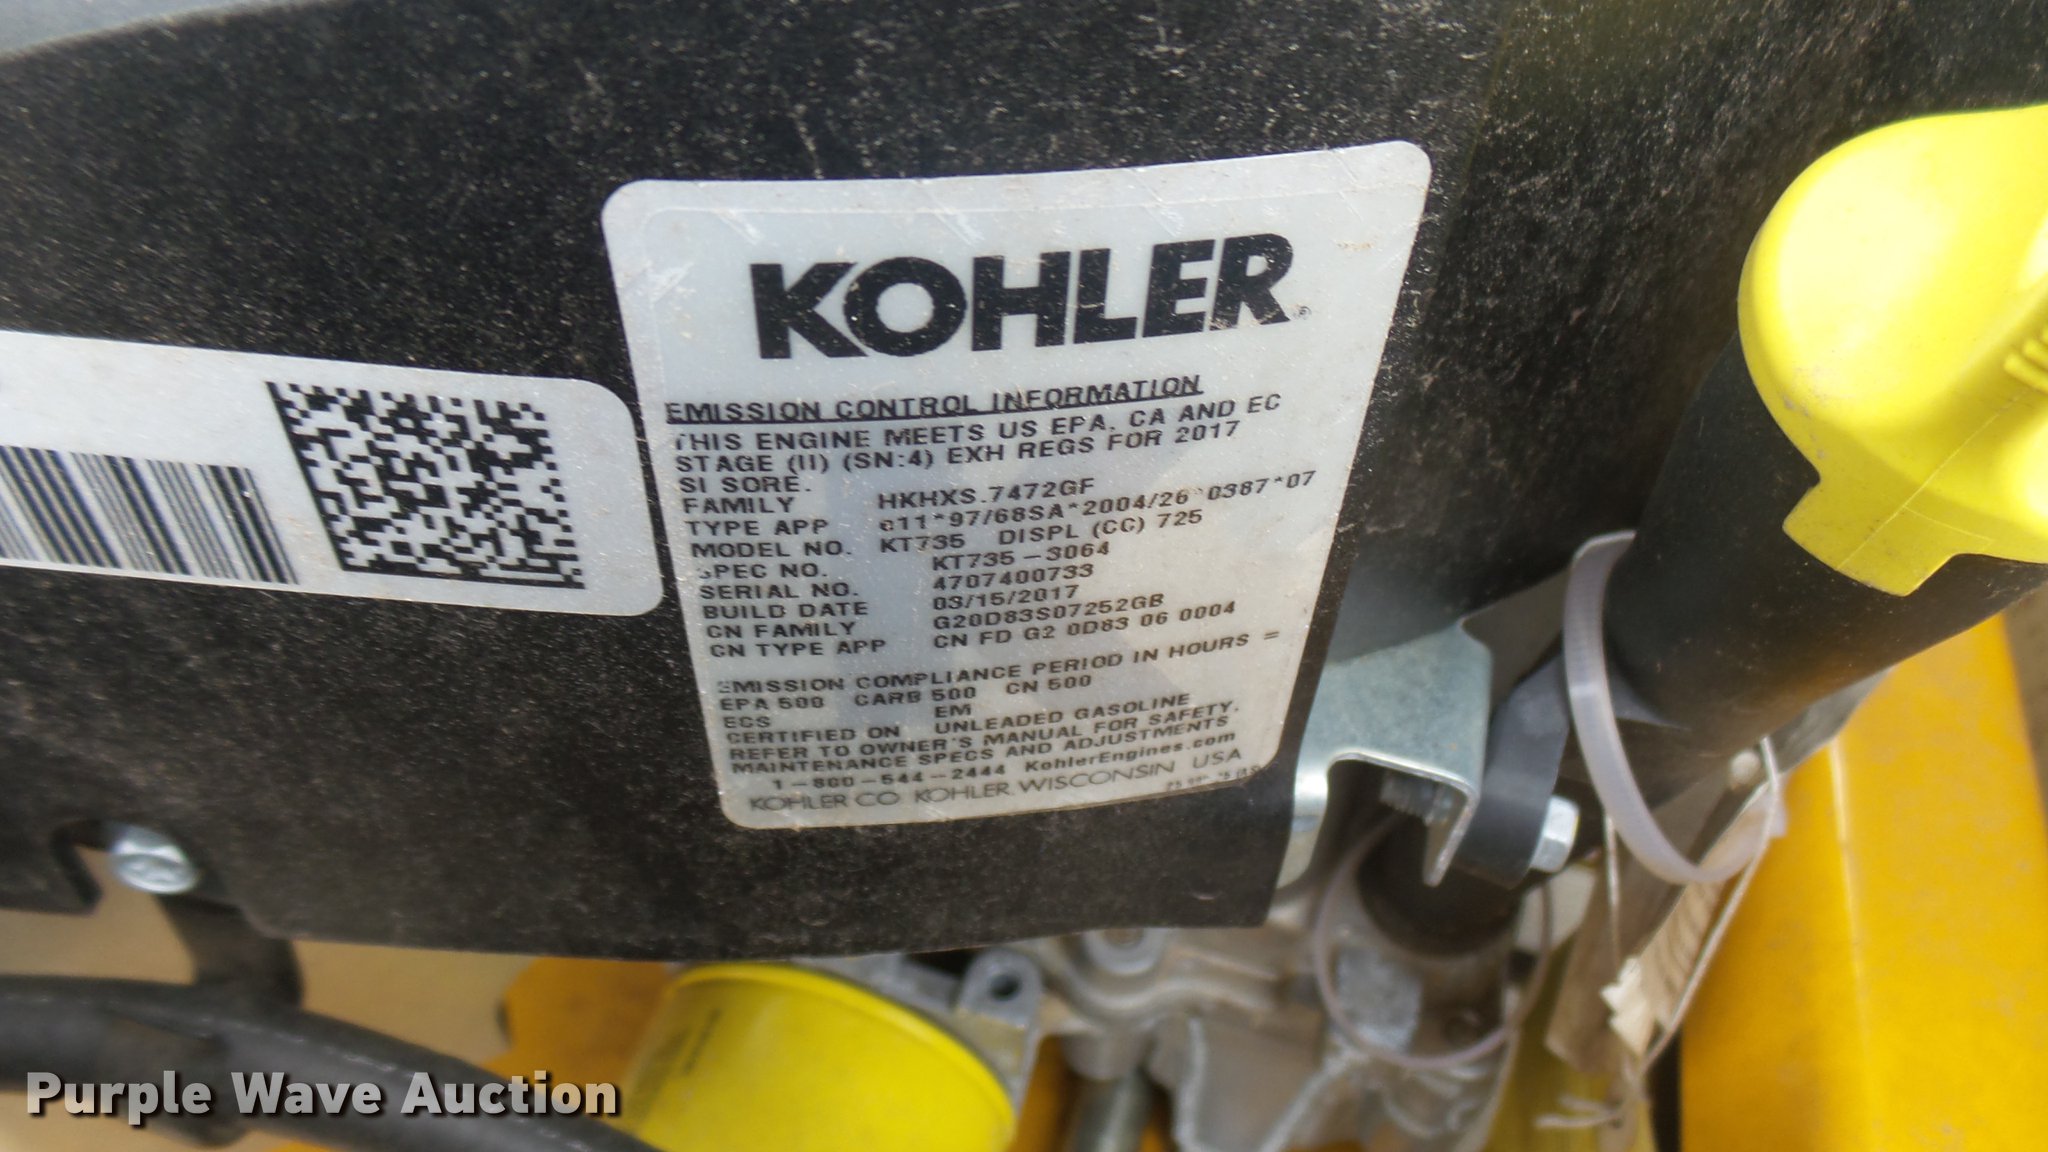 KOHLER
EMISSION CONTROL INFORMATION
THIS ENGINE MEETS US EPA, CA AND EC
STAGE (II) (SN:4) EXH REGS FOR 2017
SI SORE.
FAMILY HKHXS.7472GF
TYPE APP e11*97/68SA*2004/26*0387*07
MODEL NO. KT735 DISPL (CC) 725
SPEC NO. KT735-3064
SERIAL NO. 4707400733
BUILD DATE 03/15/2017
CN FAMILY G20D83S07252GB
CN TYPE APP CN FD G2 0D83 06 0004
EMISSION COMPLIANCE PERIOD IN HOURS =
EPA 500 CARB 500 CN 500
ECS EM
CERTIFIED ON UNLEADED GASOLINE
REFER TO OWNER'S MANUAL FOR SAFETY,
MAINTENANCE SPECS AND ADJUSTMENTS
1-800-544-2444 KohlerEngines.com
KOHLER CO. KOHLER, WISCONSIN USA
Purple Wave Auction